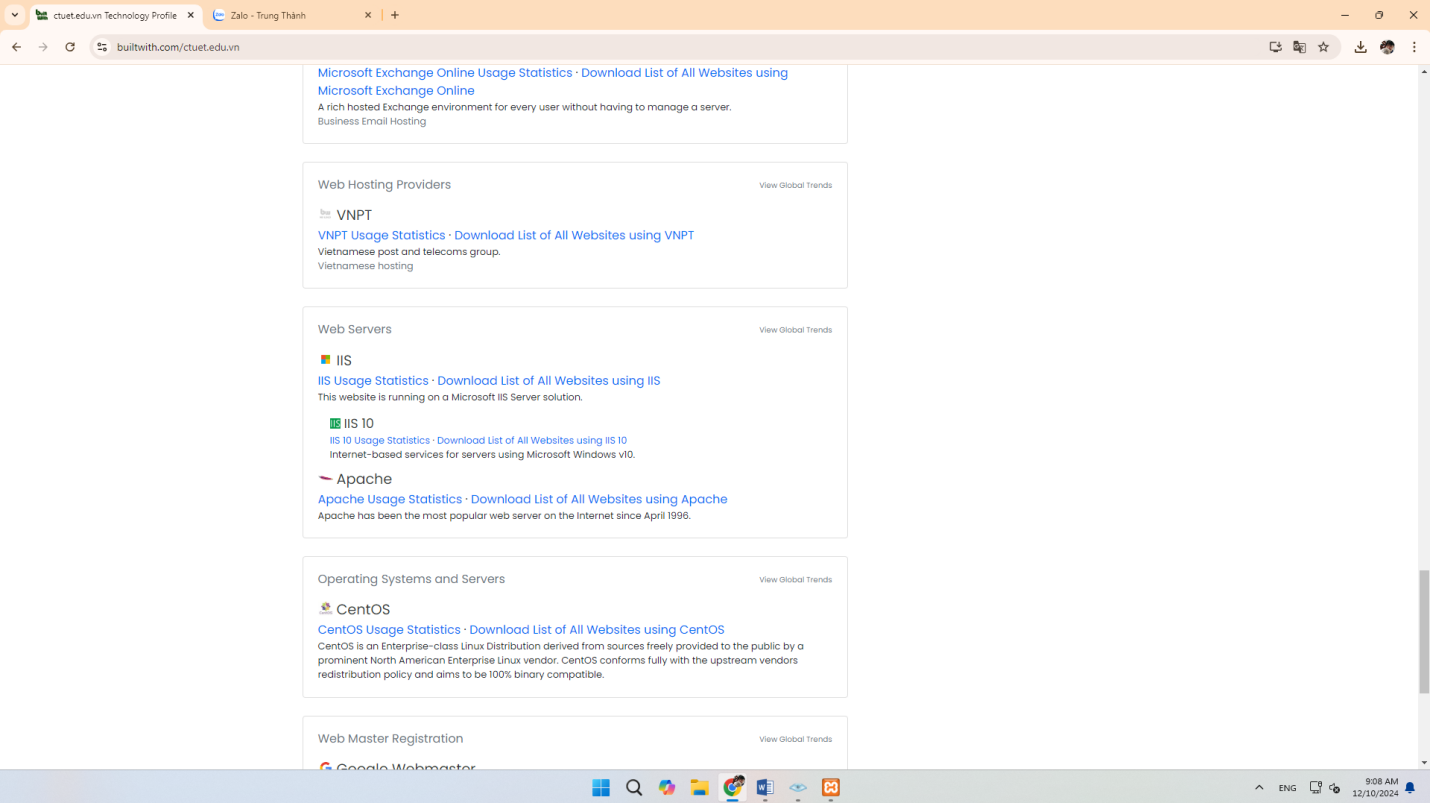 ctuet.edu.vn Technology Profile
Zalo - Trung Thành
builtwith.com/ctuet.edu.vn
Microsoft Exchange Online Usage Statistics · Download List of All Websites using
Microsoft Exchange Online
A rich hosted Exchange environment for every user without having to manage a server.
Business Email Hosting
Web Hosting Providers
View Global Trends
VNPT
VNPT Usage Statistics · Download List of All Websites using VNPT
Vietnamese post and telecoms group.
Vietnamese hosting
Web Servers
View Global Trends
IIS
IIS Usage Statistics · Download List of All Websites using IIS
This website is running on a Microsoft IIS Server solution.
IIS 10
IIS 10 Usage Statistics · Download List of All Websites using IIS 10
Internet-based services for servers using Microsoft Windows v10.
Apache
Apache Usage Statistics · Download List of All Websites using Apache
Apache has been the most popular web server on the Internet since April 1996.
Operating Systems and Servers
View Global Trends
CentOS
CentOS Usage Statistics · Download List of All Websites using CentOS
CentOS is an Enterprise-class Linux Distribution derived from sources freely provided to the public by a
prominent North American Enterprise Linux vendor. CentOS conforms fully with the upstream vendors
redistribution policy and aims to be 100% binary compatible.
Web Master Registration
View Global Trends
Google Webmaster
ENG
9:08 AM
12/10/2024